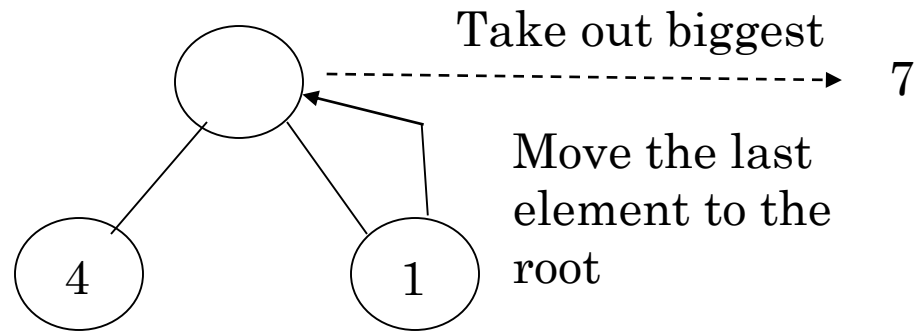 Take out biggest
7
Move the last
element to the
root
4
1